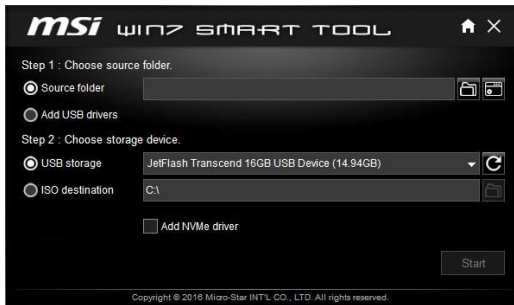 msi WIN7 SMART TOOL
Step 1 : Choose source folder.
Source folder
Add USB drivers
Step 2 : Choose storage device.
USB storage JetFlash Transcend 16GB USB Device (14.94GB)
ISO destination C:\
Add NVMe driver
Start
Copyright © 2016 Micro-Star INT'L CO., LTD. All rights reserved.